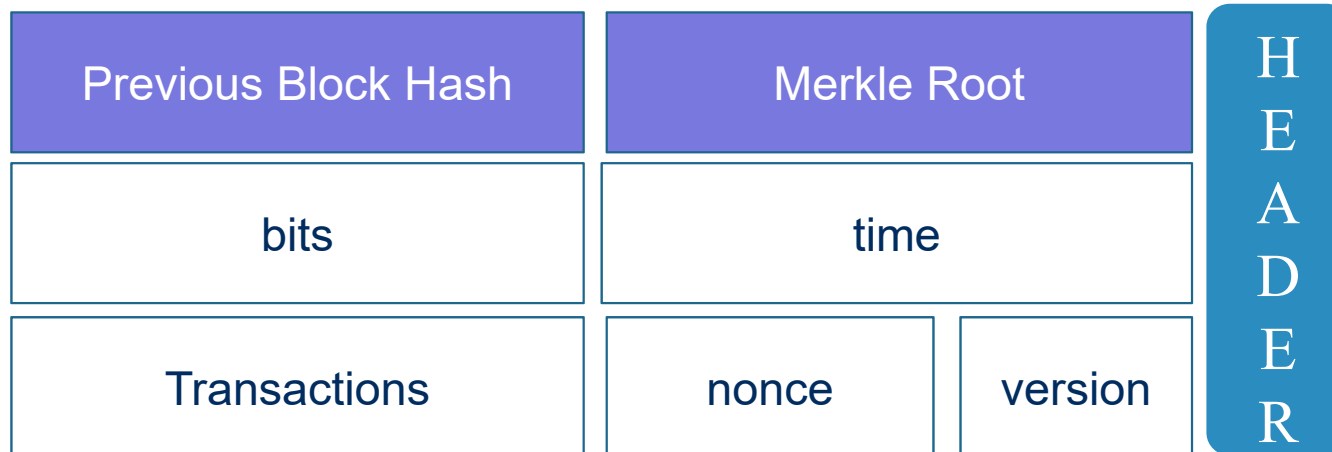 Previous Block Hash
Merkle Root
bits
time
Transactions
nonce
version
H
E
A
D
E
R